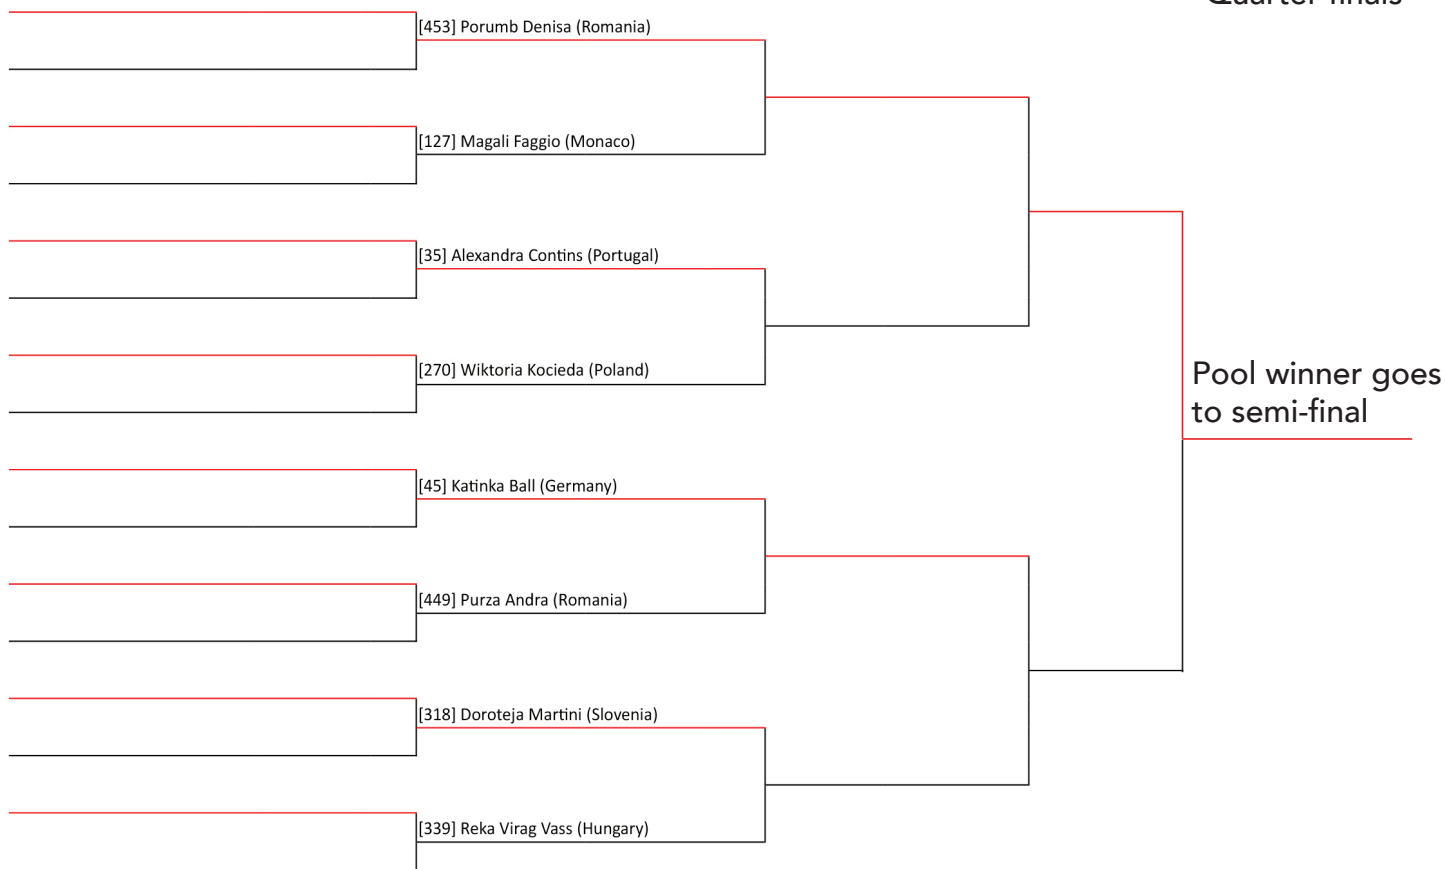 Quarter-finals
[453] Porumb Denisa (Romania)
[127] Magali Faggio (Monaco)
[35] Alexandra Contins (Portugal)
[270] Wiktoria Kocieda (Poland)
Pool winner goes
to semi-final
[45] Katinka Ball (Germany)
[449] Purza Andra (Romania)
[318] Doroteja Martini (Slovenia)
[339] Reka Virag Vass (Hungary)